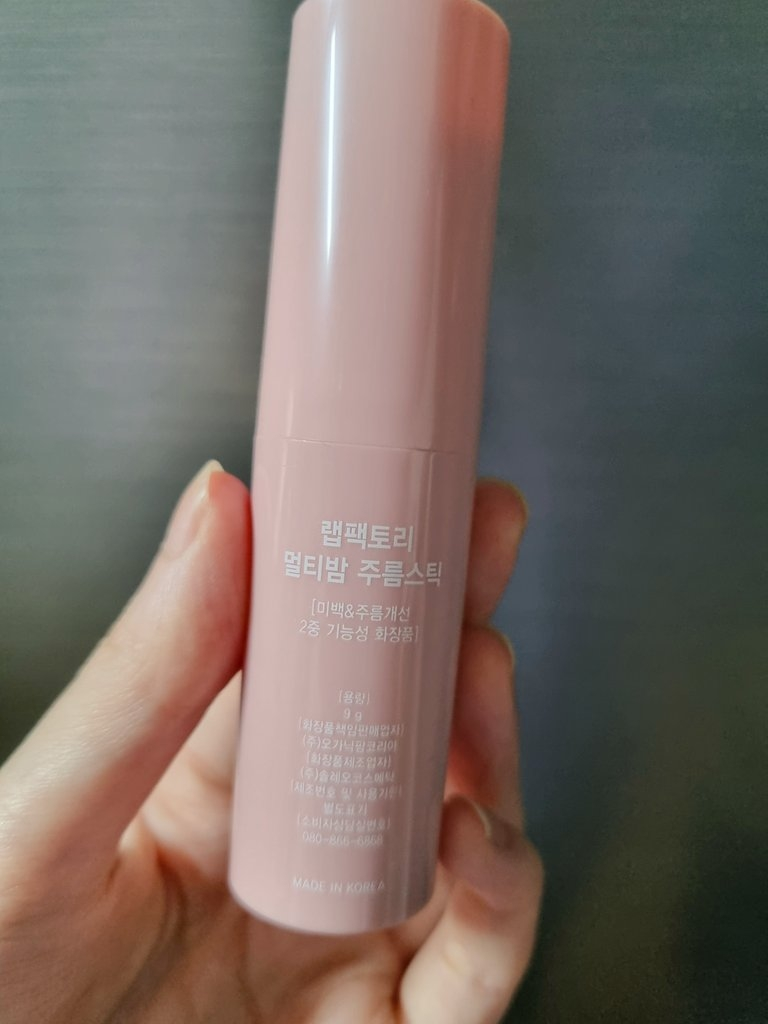 랩팩토리
멀티밤 주름스틱
[미백&주름개선
2중 기능성 화장품]
[용량]
9 g
[화장품책임판매업자]
(주)오가닉팜코리아
[화장품제조업자]
(주)솔레오코스메틱
[제조번호 및 사용기한]
별도표기
[소비자상담실번호]
080-866-6868
MADE IN KOREA